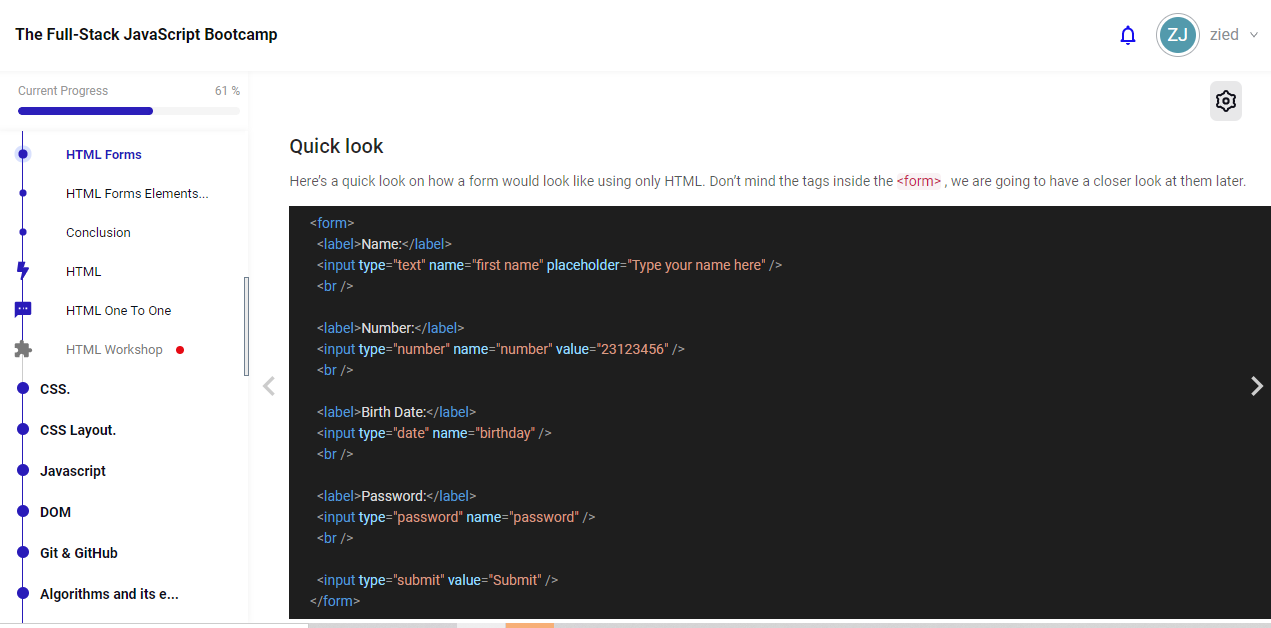 The Full-Stack JavaScript Bootcamp
ZJ
zied
Current Progress
61 %
HTML Forms
HTML Forms Elements...
Conclusion
HTML
HTML One To One
HTML Workshop
CSS.
CSS Layout.
Javascript
DOM
Git & GitHub
Algorithms and its e...
Quick look
Here's a quick look on how a form would look like using only HTML. Don't mind the tags inside the <form> , we are going to have a closer look at them later.
<form>
<label>Name:</label>
<input type="text" name="first name" placeholder="Type your name here" />
<br />
<label>Number:</label>
<input type="number" name="number" value="23123456" />
<br />
<label>Birth Date:</label>
<input type="date" name="birthday" />
<br />
<label>Password:</label>
<input type="password" name="password" />
<br />
<input type="submit" value="Submit" />
</form>